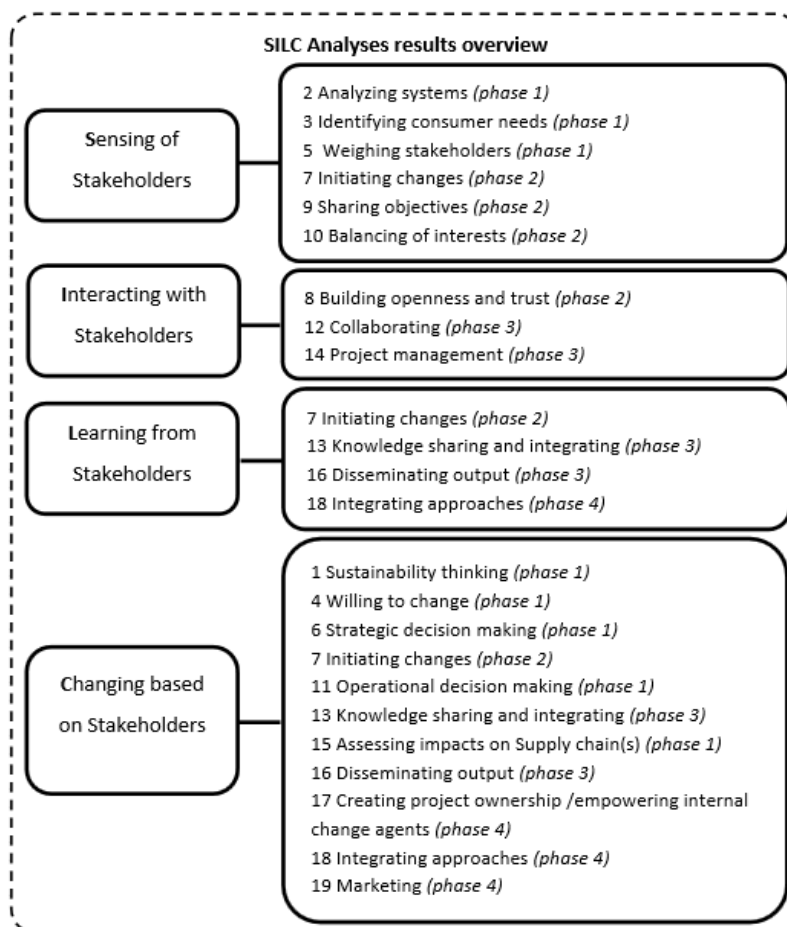 SILC Analyses results overview
Sensing of
Stakeholders
2 Analyzing systems (phase 1)
3 Identifying consumer needs (phase 1)
5  Weighing stakeholders (phase 1)
7 Initiating changes (phase 2)
9 Sharing objectives (phase 2)
10 Balancing of interests (phase 2)
Interacting with
Stakeholders
8 Building openness and trust (phase 2)
12 Collaborating (phase 3)
14 Project management (phase 3)
Learning from
Stakeholders
7 Initiating changes (phase 2)
13 Knowledge sharing and integrating (phase 3)
16 Disseminating output (phase 3)
18 Integrating approaches (phase 4)
Changing based
on Stakeholders
1 Sustainability thinking (phase 1)
4 Willing to change (phase 1)
6 Strategic decision making (phase 1)
7 Initiating changes (phase 2)
11 Operational decision making (phase 1)
13 Knowledge sharing and integrating (phase 3)
15 Assessing impacts on Supply chain(s) (phase 1)
16 Disseminating output (phase 3)
17 Creating project ownership /empowering internal
change agents (phase 4)
18 Integrating approaches (phase 4)
19 Marketing (phase 4)